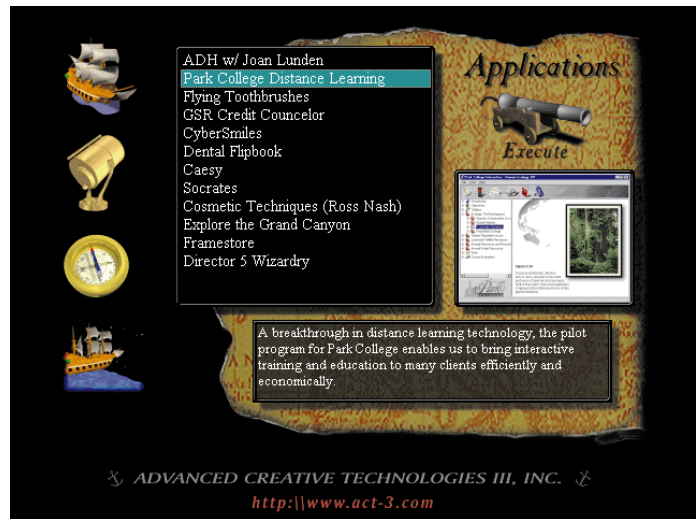 ADH w/ Joan Lunden
Park College Distance Learning
Flying Toothbrushes
GSR Credit Councelor
CyberSmiles
Dental Flipbook
Caesy
Socrates
Cosmetic Techniques (Ross Nash)
Explore the Grand Canyon
Framestore
Director 5 Wizardry
Applications
Execute
Park
A breakthrough in distance learning technology, the pilot
program for Park College enables us to bring interactive
training and education to many clients efficiently and
economically.
ADVANCED CREATIVE TECHNOLOGIES III, INC.
http:\\www.act-3.com